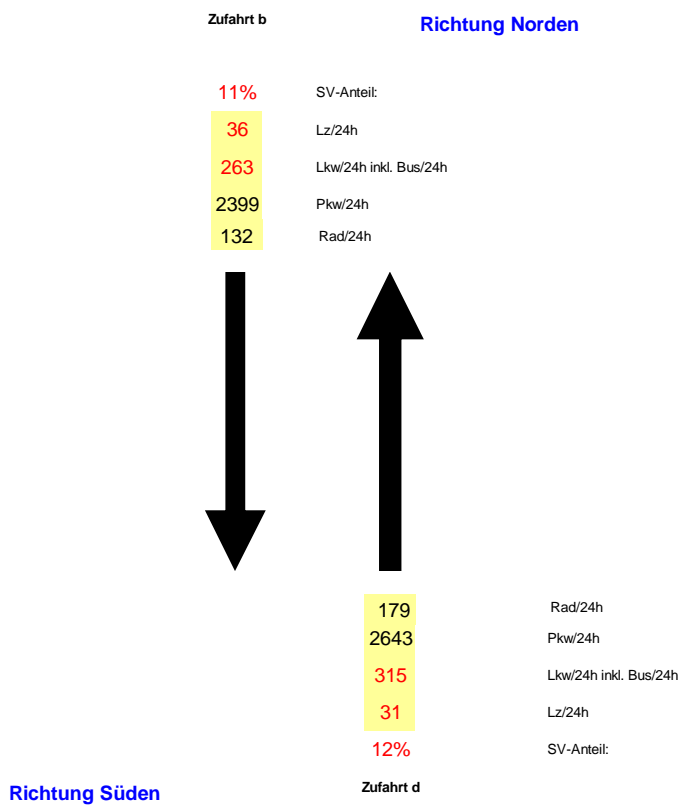 Zufahrt b Richtung Norden
11% SV-Anteil:
36 Lz/24h
263 Lkw/24h inkl. Bus/24h
2399 Pkw/24h
132 Rad/24h
179 Rad/24h
2643 Pkw/24h
315 Lkw/24h inkl. Bus/24h
31 Lz/24h
12% SV-Anteil:
Richtung Süden Zufahrt d